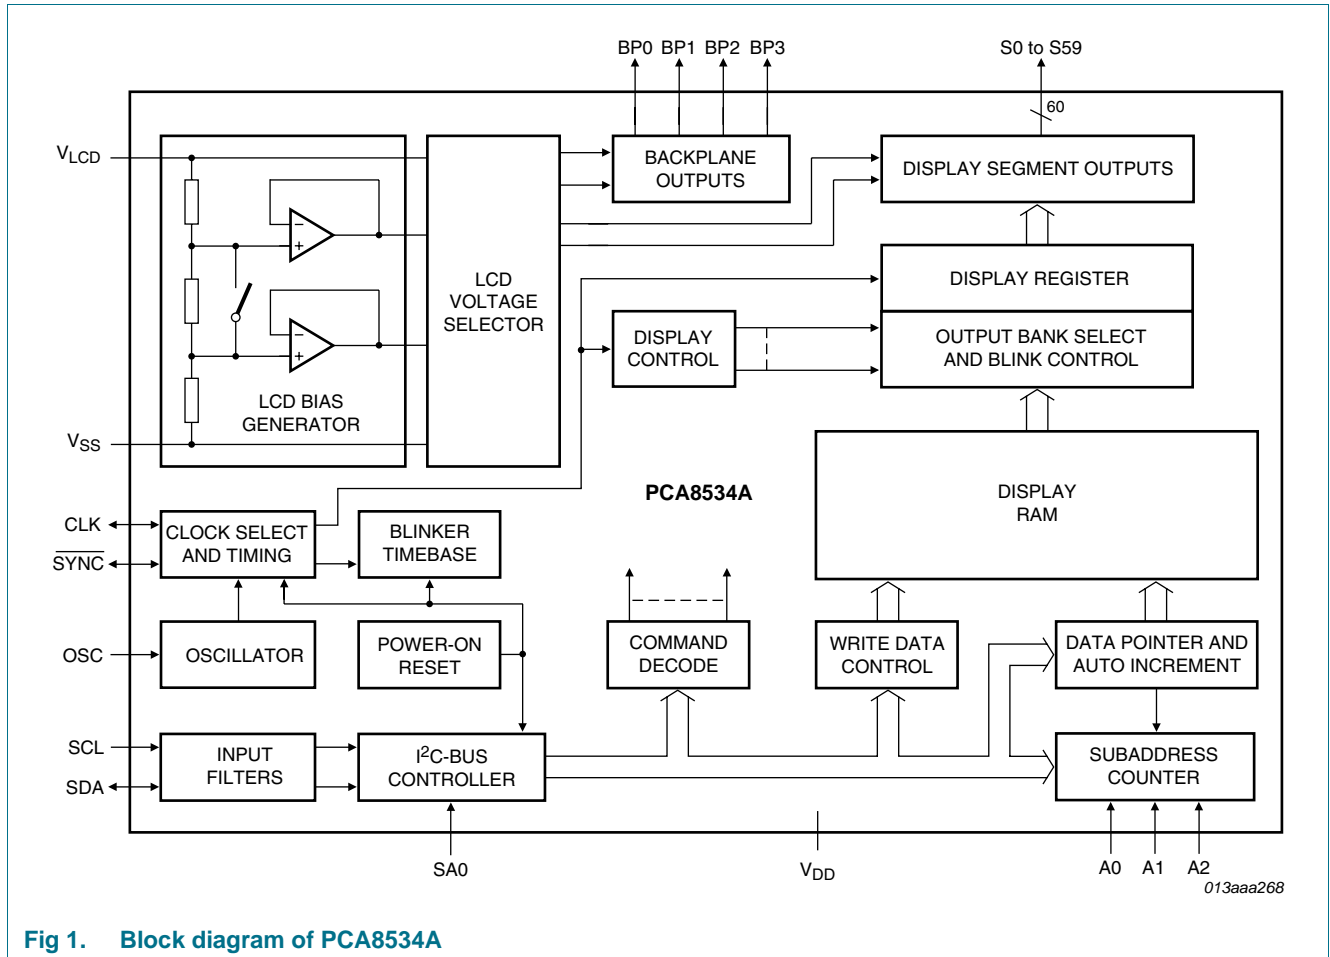 BP0 BP1 BP2 BP3
S0 to S59
60
VLCD
BACKPLANE
OUTPUTS
DISPLAY SEGMENT OUTPUTS
−
+
LCD
VOLTAGE
SELECTOR
DISPLAY REGISTER
−
+
DISPLAY
CONTROL
OUTPUT BANK SELECT
AND BLINK CONTROL
LCD BIAS
GENERATOR
VSS
PCA8534A
DISPLAY
RAM
CLK
SYNC
CLOCK SELECT
AND TIMING
BLINKER
TIMEBASE
OSC
OSCILLATOR
POWER-ON
RESET
COMMAND
DECODE
WRITE DATA
CONTROL
DATA POINTER AND
AUTO INCREMENT
SCL
SDA
INPUT
FILTERS
I2C-BUS
CONTROLLER
SUBADDRESS
COUNTER
SA0
VDD
A0 A1 A2
013aaa268
Fig 1. Block diagram of PCA8534A